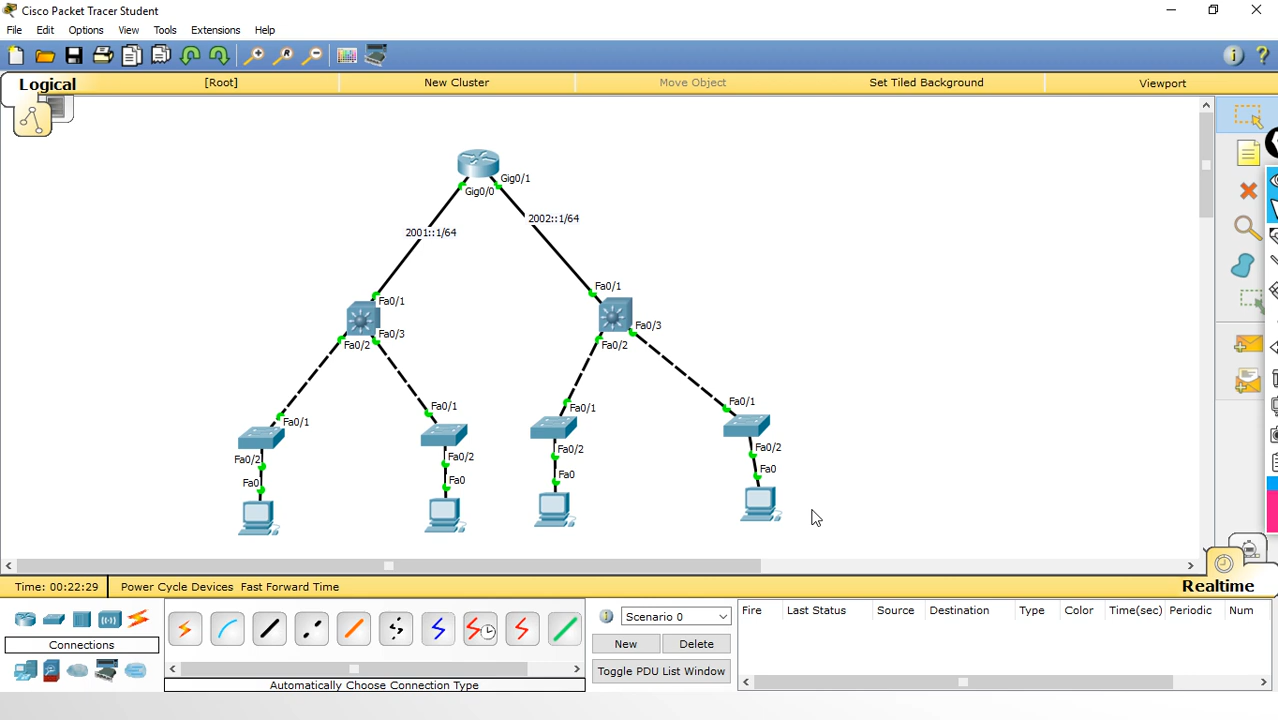 Cisco Packet Tracer Student
File Edit Options View Tools Extensions Help
Logical [Root] New Cluster Move Object Set Tiled Background Viewport
Gig0/1
Gig0/0
2002::1/64
2001::1/64
Fa0/1
Fa0/1
Fa0/3
Fa0/3
Fa0/2
Fa0/2
Fa0/1
Fa0/1
Fa0/1
Fa0/1
Fa0/2
Fa0/2
Fa0/2
Fa0/2
Fa0
Fa0
Fa0
Fa0
Time: 00:22:29 Power Cycle Devices Fast Forward Time Realtime
Scenario 0 Fire Last Status Source Destination Type Color Time(sec) Periodic Num
Connections New Delete
Toggle PDU List Window
Automatically Choose Connection Type